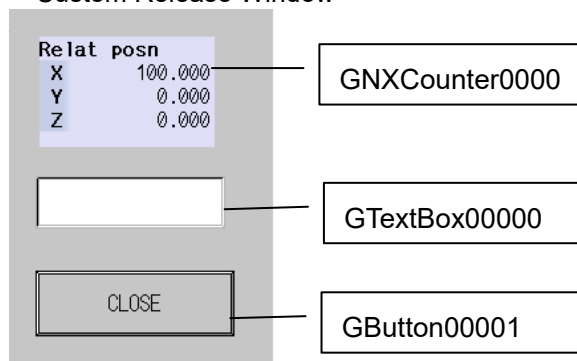 Custom Release Window
Relat posn
X 100.000
Y 0.000
Z 0.000
GNXCounter0000
GTextBox00000
CLOSE
GButton00001